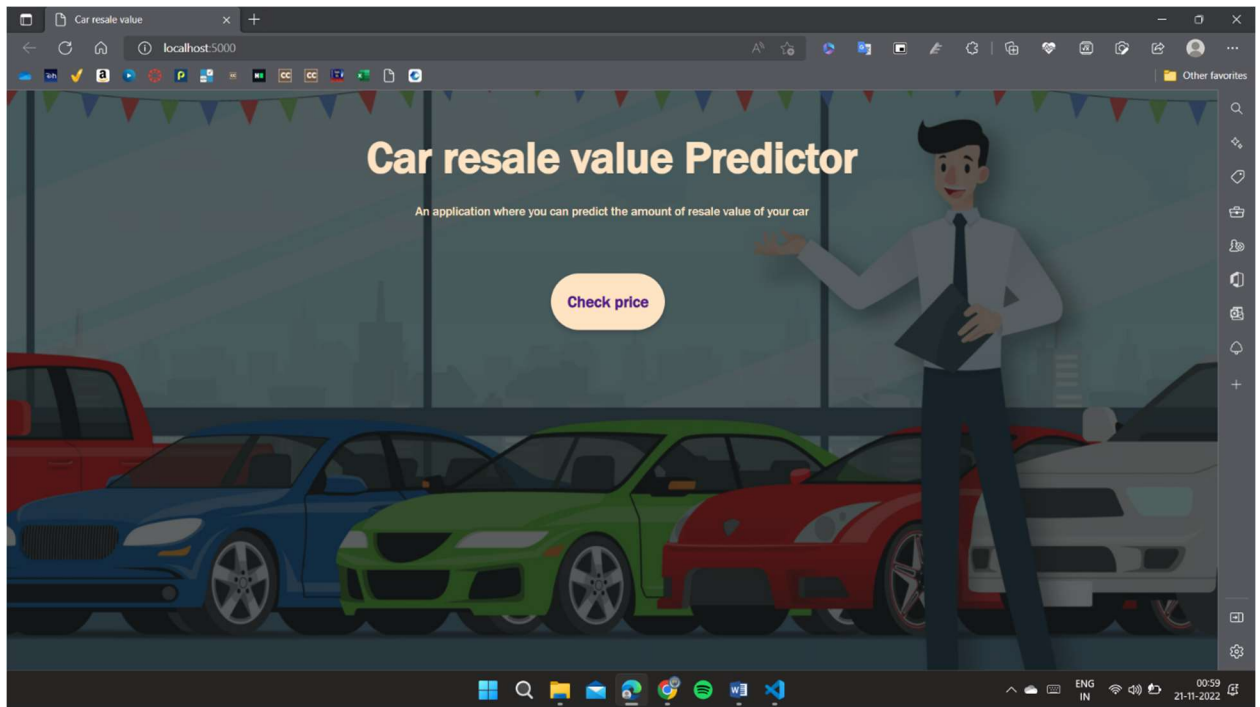 Car resale value
localhost:5000
Other favorites
Car resale value Predictor
An application where you can predict the amount of resale value of your car
Check price
ENG
IN
00:59
21-11-2022